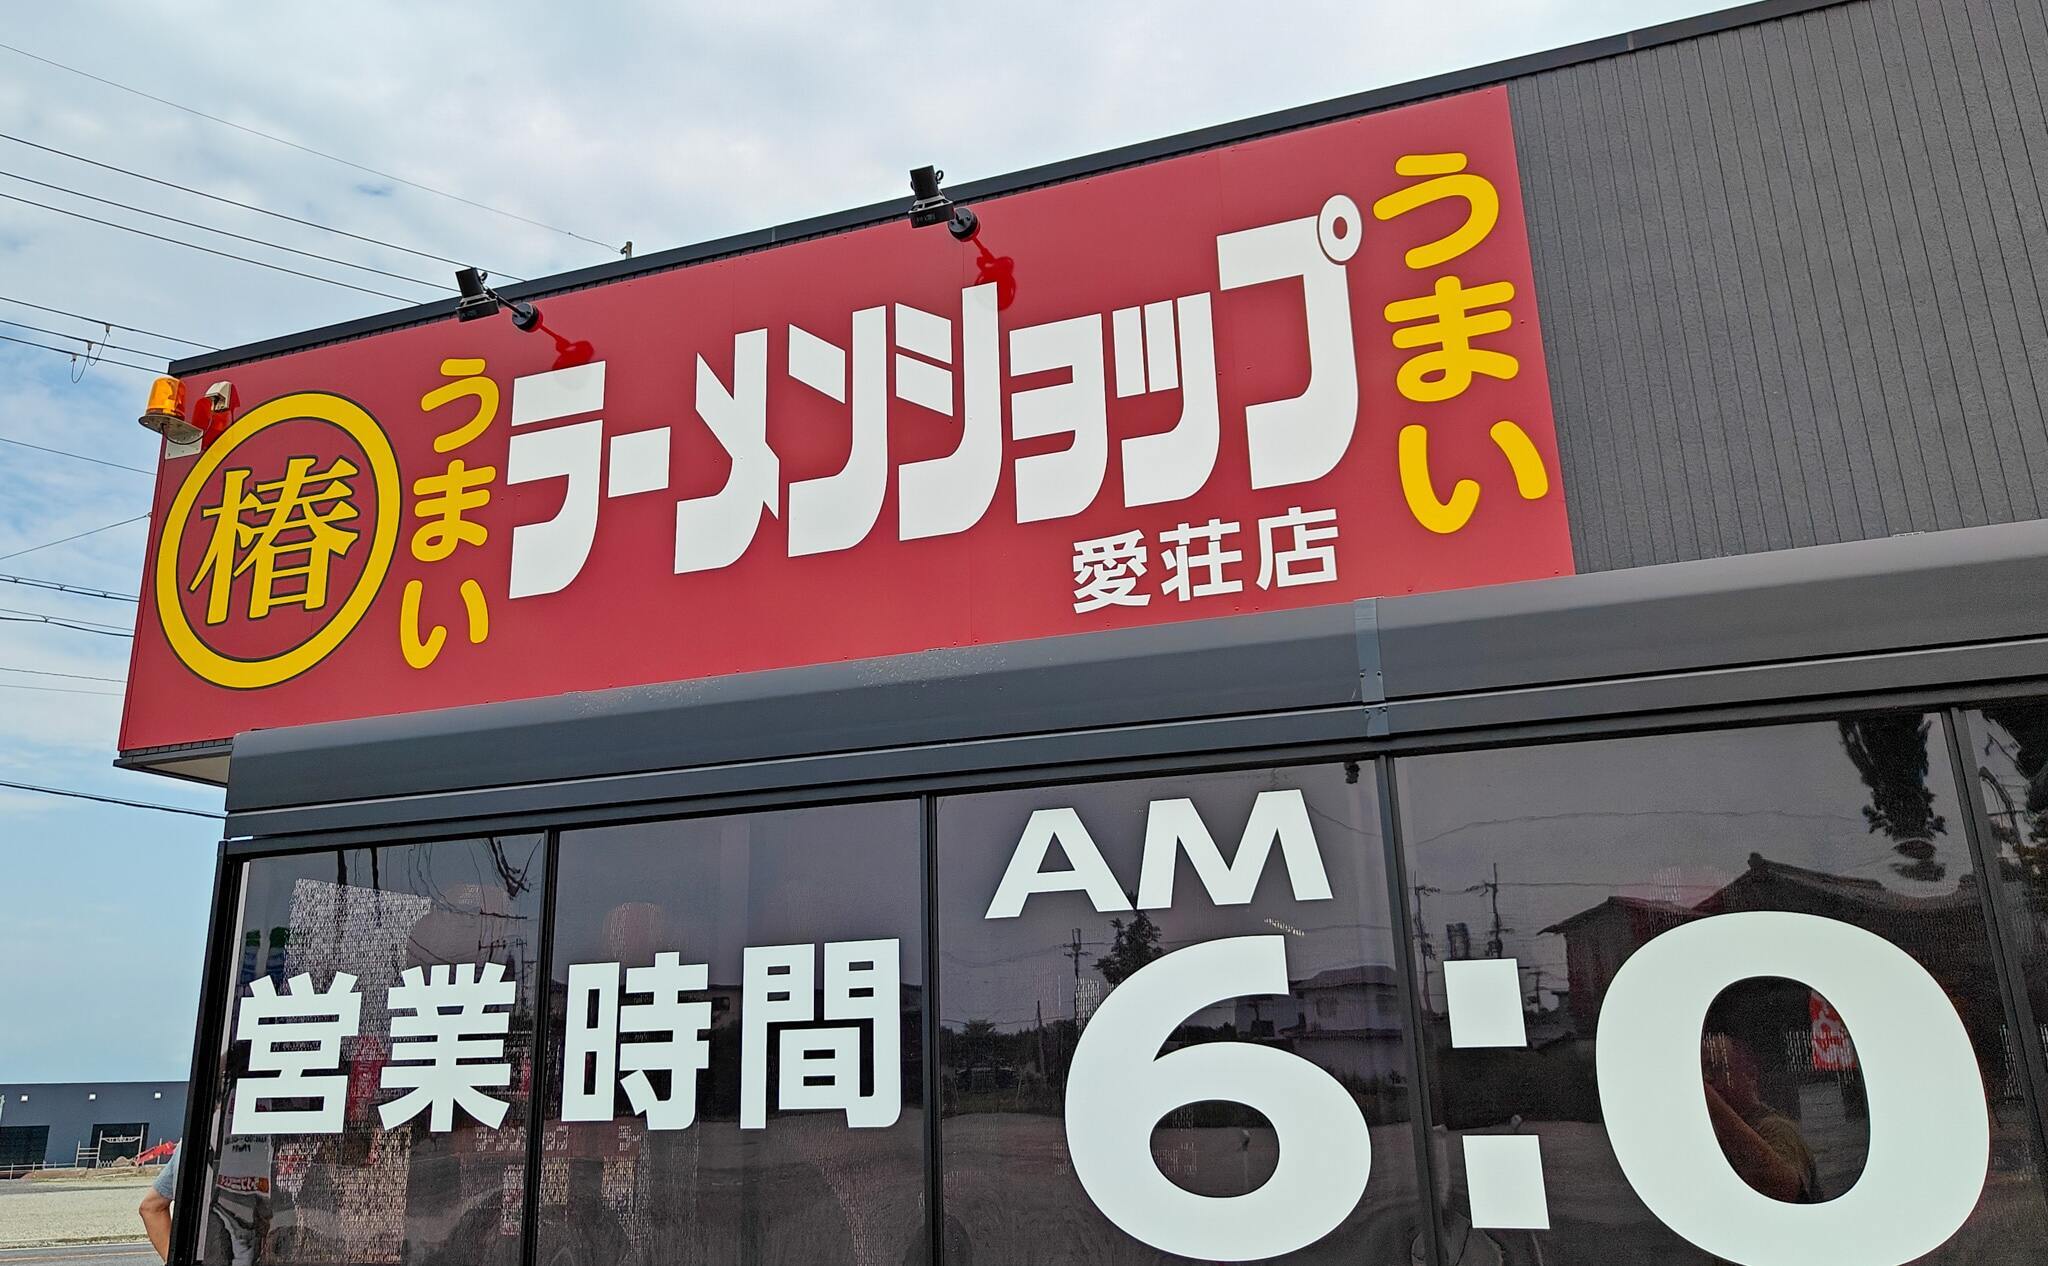 椿
うまい
ラーメンショップ
うまい
愛荘店
営業時間
AM
6:0